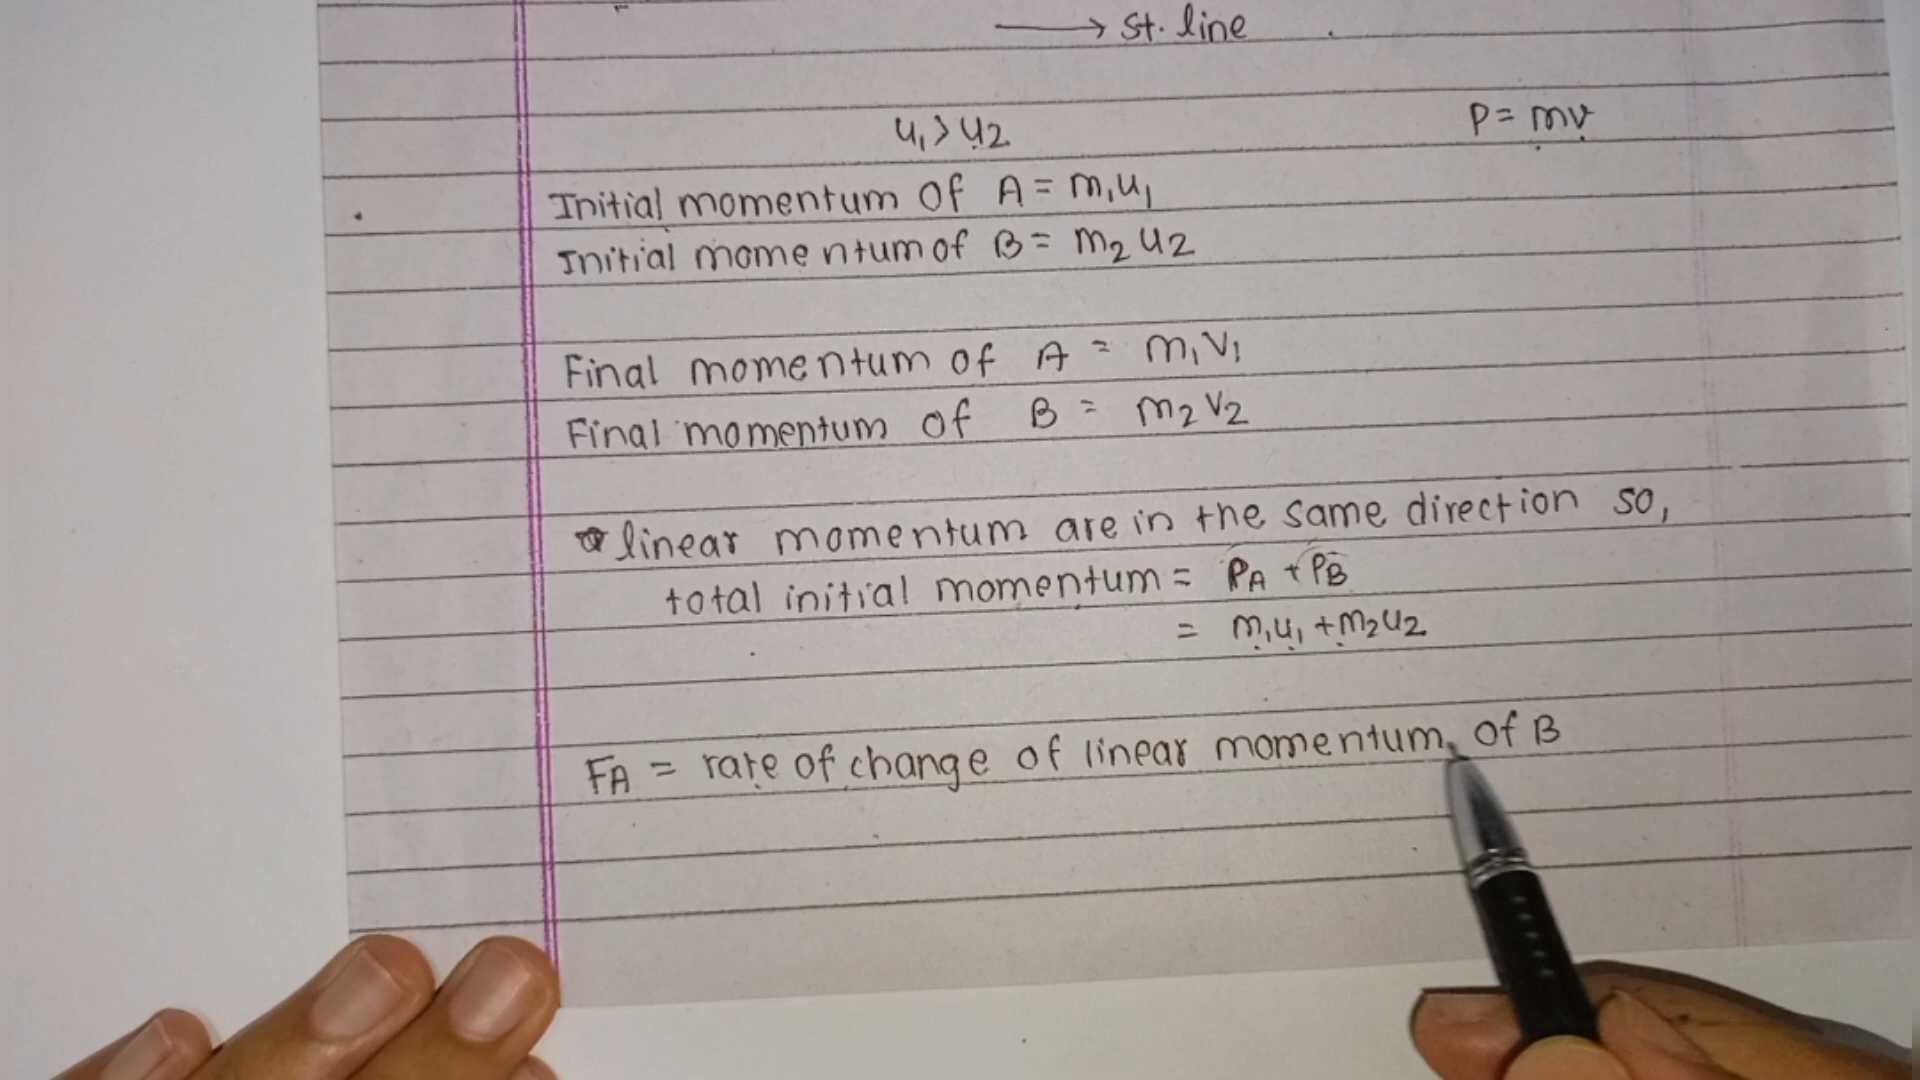 ⟶ St. line
u₁ > u₂
P = mv
Initial momentum of A = m₁u₁
Initial momentum of B = m₂u₂
Final momentum of A = m₁v₁
Final momentum of B = m₂v₂
linear momentum are in the same direction so,
total initial momentum = PA + PB
= m₁u₁ + m₂u₂
FA = rate of change of linear momentum of B